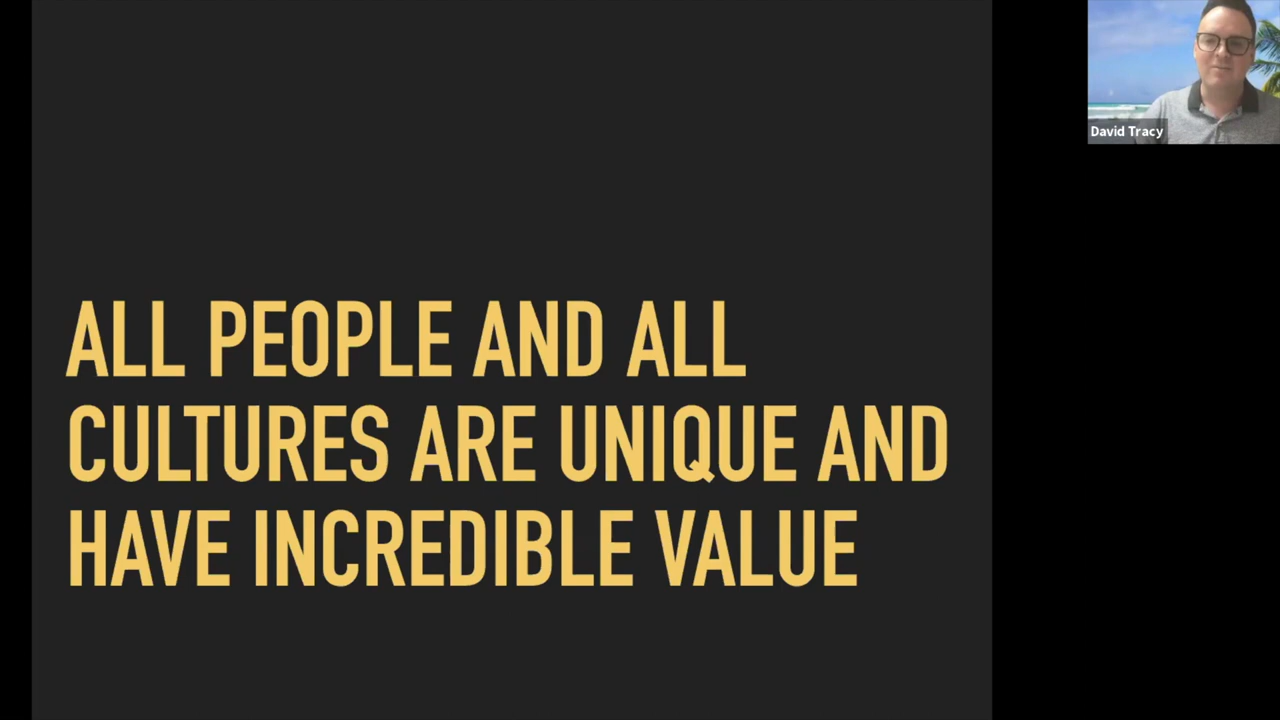 ALL PEOPLE AND ALL
CULTURES ARE UNIQUE AND
HAVE INCREDIBLE VALUE
David Tracy